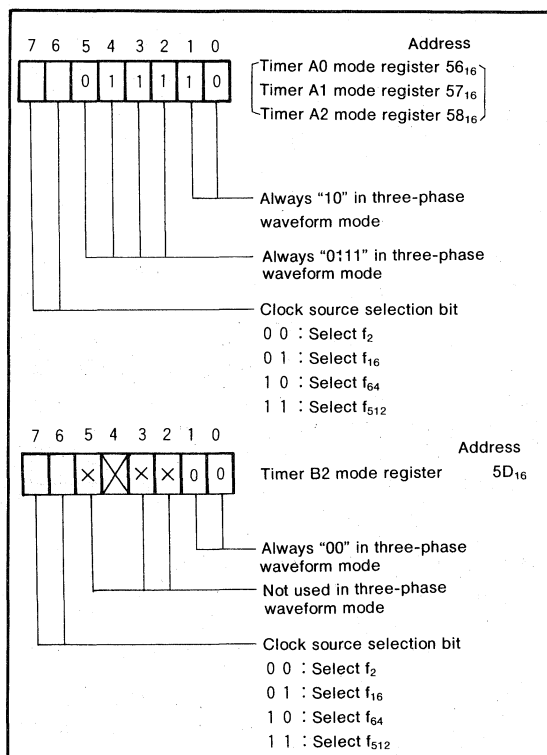 7 6 5 4 3 2 1 0
Address
0 1 1 1 1 0
Timer A0 mode register 56₁₆
Timer A1 mode register 57₁₆
Timer A2 mode register 58₁₆
Always “10” in three-phase
waveform mode
Always “0111” in three-phase
waveform mode
Clock source selection bit
0 0 : Select f₂
0 1 : Select f₁₆
1 0 : Select f₆₄
1 1 : Select f₅₁₂
7 6 5 4 3 2 1 0
Address
× × × × 0 0
Timer B2 mode register 5D₁₆
Always “00” in three-phase
waveform mode
Not used in three-phase
waveform mode
Clock source selection bit
0 0 : Select f₂
0 1 : Select f₁₆
1 0 : Select f₆₄
1 1 : Select f₅₁₂